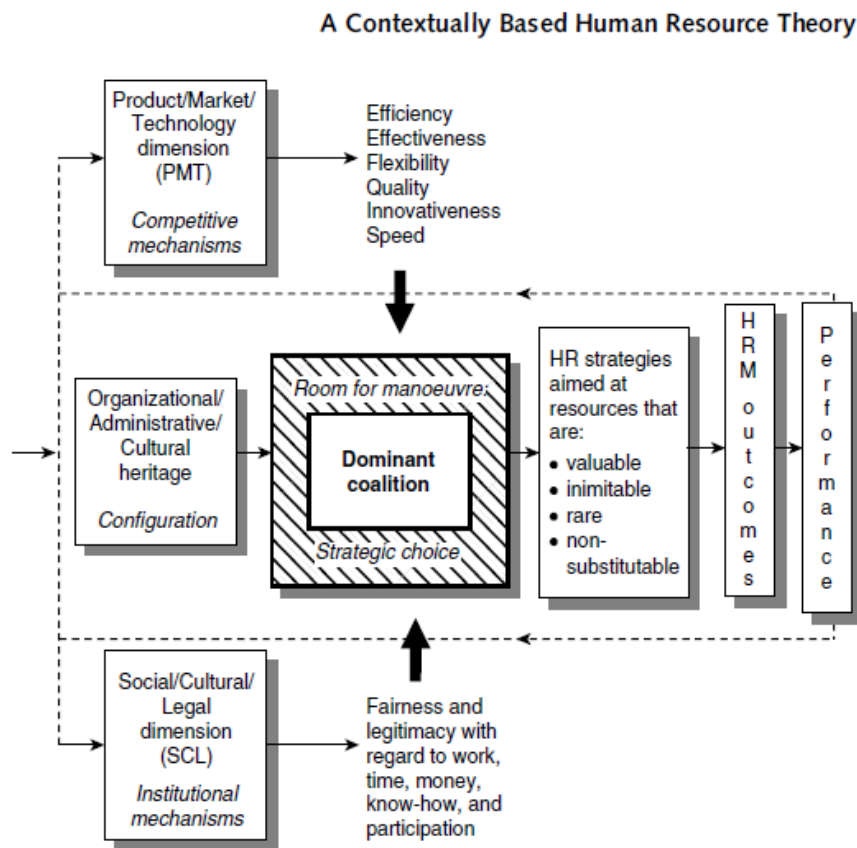 A Contextually Based Human Resource Theory
Product/Market/
Technology
dimension
(PMT)
Competitive
mechanisms
Efficiency
Effectiveness
Flexibility
Quality
Innovativeness
Speed
Organizational/
Administrative/
Cultural
heritage
Configuration
Room for manoeuvre:
Dominant
coalition
Strategic choice
HR strategies
aimed at
resources that
are:
• valuable
• inimitable
• rare
• non-
substitutable
HRM outcomes
Performance
Social/Cultural/
Legal
dimension
(SCL)
Institutional
mechanisms
Fairness and
legitimacy with
regard to work,
time, money,
know-how, and
participation